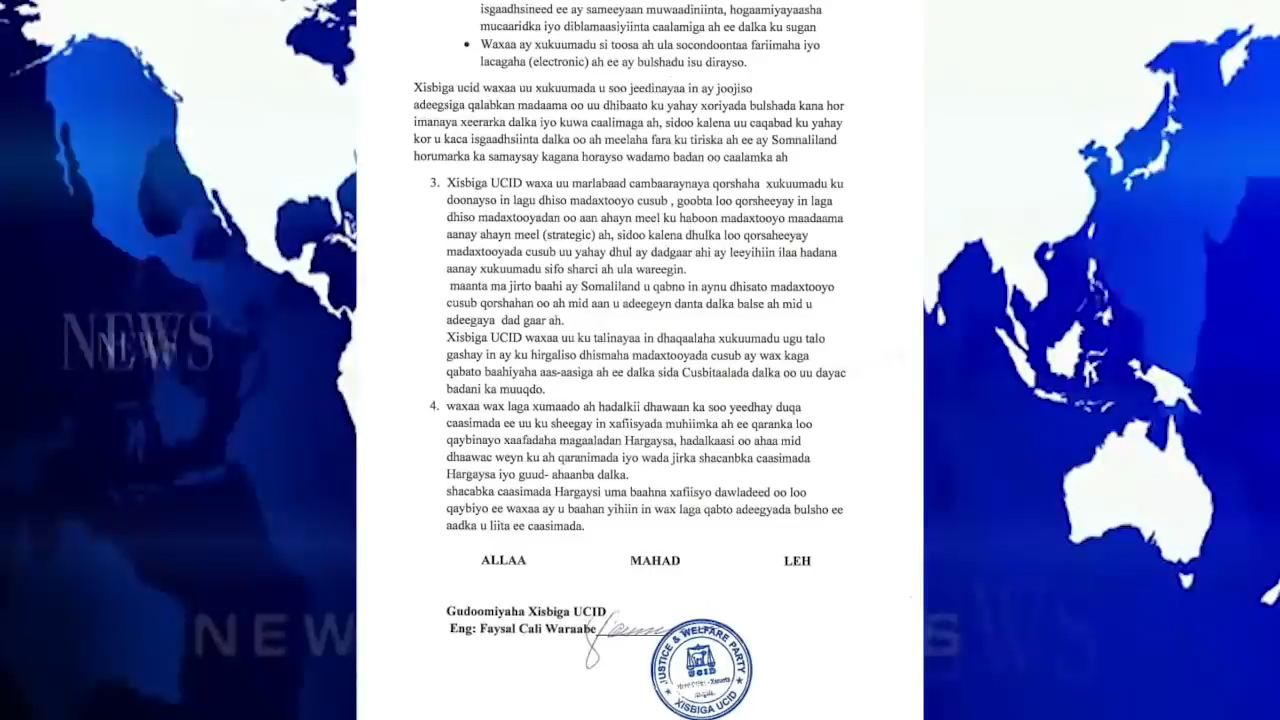 isgaadhsineed ee ay sameeyaan muwaadiniinta, hogaamiyayaasha
mucaaridka iyo diblamaasiyiinta caalamiga ah ee dalka ku sugan
• Waxaa ay xukuumadu si toosa ah ula socondoontaa fariimaha iyo
lacagaha (electronic) ah ee ay bulshadu isu dirayso.
Xisbiga ucid waxaa uu xukuumada u soo jeedinayaa in ay joojiso
adeegsiga qalabkan madaama oo uu dhibaato ku yahay xoriyada bulshada kana hor
imanaya xeerarka dalka iyo kuwa caalimaga ah, sidoo kalena uu caqabad ku yahay
kor u kaca isgaadhsiinta dalka oo ah meelaha fara ku tiriska ah ee ay Somnaliland
horumarka ka samaysay kagana horayso wadamo badan oo caalamka ah
3. Xisbiga UCID waxa uu marlabaad cambaaraynaya qorshaha xukuumadu ku
doonayso in lagu dhiso madaxtooyo cusub , goobta loo qorsheeyay in laga
dhiso madaxtooyadan oo aan ahayn meel ku haboon madaxtooyo maadaama
aanay ahayn meel (strategic) ah, sidoo kalena dhulka loo qorsaheeyay
madaxtooyada cusub uu yahay dhul ay dadgaar ahi ay leeyihiin ilaa hadana
aanay xukuumadu sifo sharci ah ula wareegin.
maanta ma jirto baahi ay Somaliland u qabno in aynu dhisato madaxtooyo
cusub qorshahan oo ah mid aan u adeegeyn danta dalka balse ah mid u
adeegaya dad gaar ah.
Xisbiga UCID waxaa uu ku talinayaa in dhaqaalaha xukuumadu ugu talo
gashay in ay ku hirgaliso dhismaha madaxtooyada cusub ay wax kaga
qabato baahiyaha aas-aasiga ah ee dalka sida Cusbitaalada dalka oo uu dayac
badani ka muuqdo.
4. waxaa wax laga xumaado ah hadalkii dhawaan ka soo yeedhay duqa
caasimada ee uu ku sheegay in xafiisyada muhiimka ah ee qaranka loo
qaybinayo xaafadaha magaaladan Hargaysa, hadalkaasi oo ahaa mid
dhaawac weyn ku ah qaranimada iyo wada jirka shacanbka caasimada
Hargaysa iyo guud- ahaanba dalka.
shacabka caasimada Hargaysi uma baahna xafiisyo dawladeed oo loo
qaybiyo ee waxaa ay u baahan yihiin in wax laga qabto adeegyada bulsho ee
aadka u liita ee caasimada.
ALLAA MAHAD LEH
Gudoomiyaha Xisbiga UCID
Eng: Faysal Cali Waraabe
JUSTICE & WELFARE PARTY
UCID
XISBIGA UCID
NEWS
NEWS
NEW
S